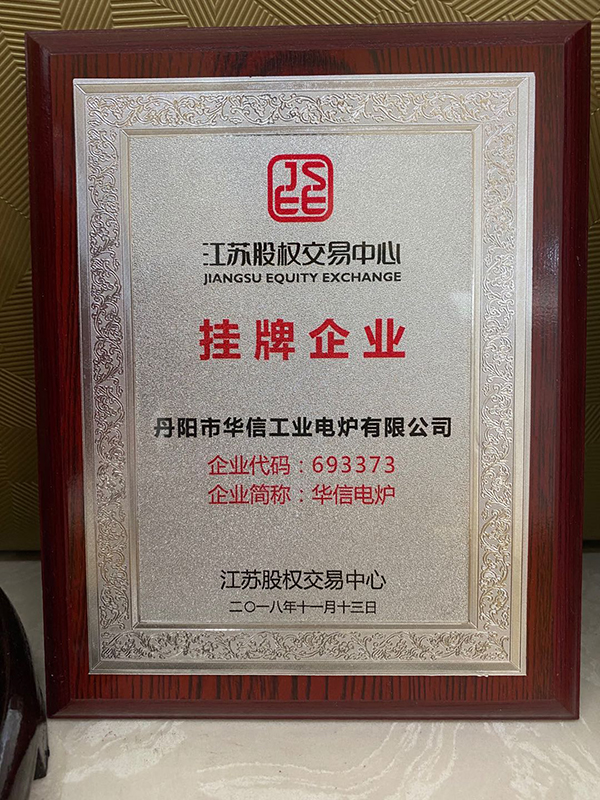 JS
EE
江苏股权交易中心
JIANGSU EQUITY EXCHANGE
挂牌企业
丹阳市华信工业电炉有限公司
企业代码：693373
企业简称：华信电炉
江苏股权交易中心
二〇一八年十一月十三日